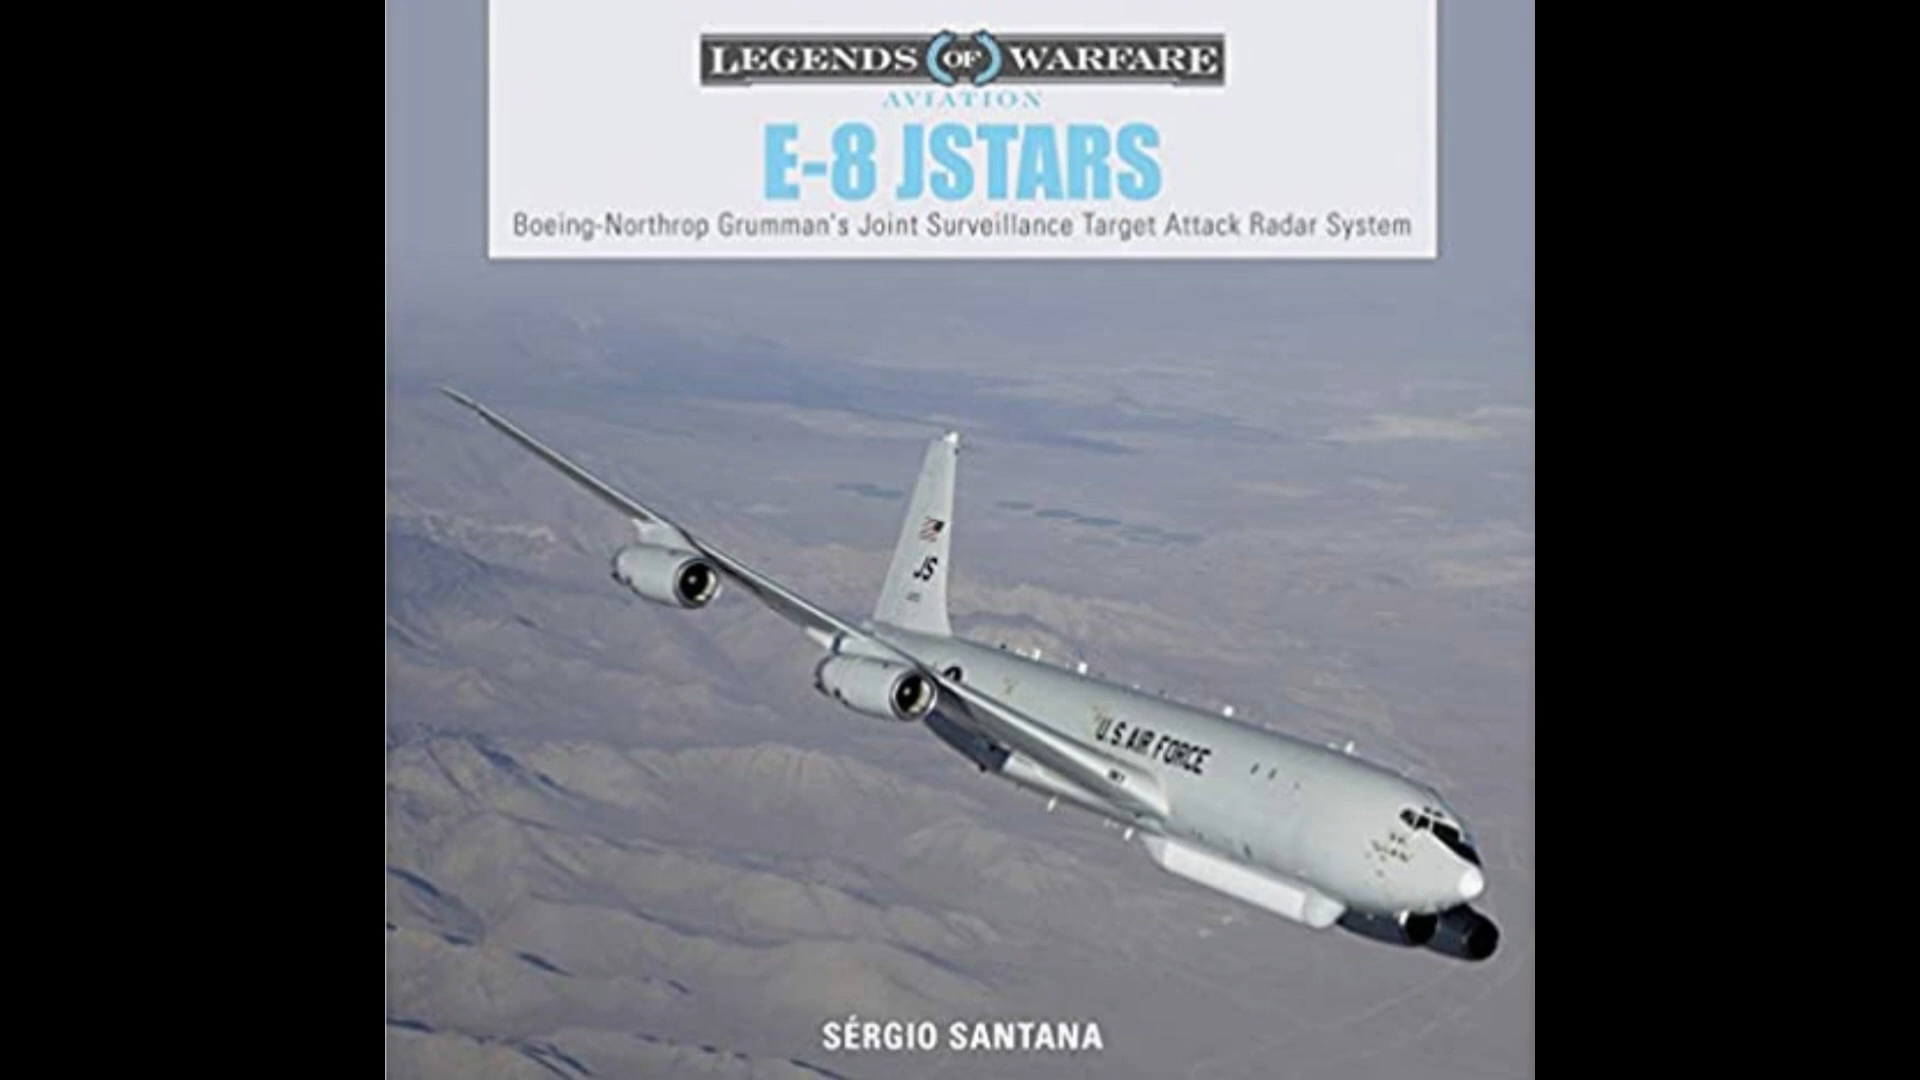 LEGENDS OF WARFARE
AVIATION
E-8 JSTARS
Boeing-Northrop Grumman's Joint Surveillance Target Attack Radar System
JS
U.S. AIR FORCE
SÉRGIO SANTANA